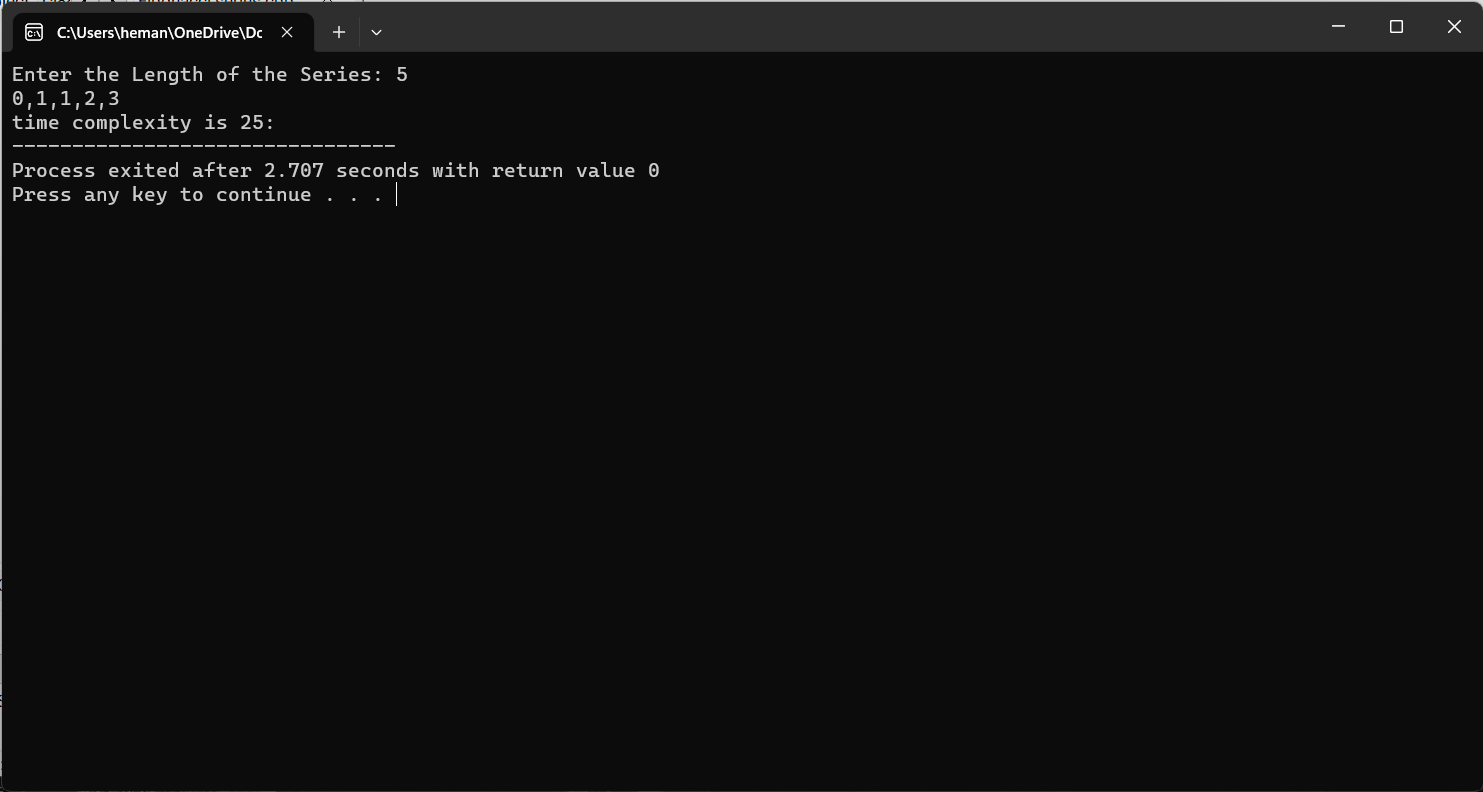 C:\Users\heman\OneDrive\Dc
Enter the Length of the Series: 5
0,1,1,2,3
time complexity is 25:
--------------------------------
Process exited after 2.707 seconds with return value 0
Press any key to continue . . .